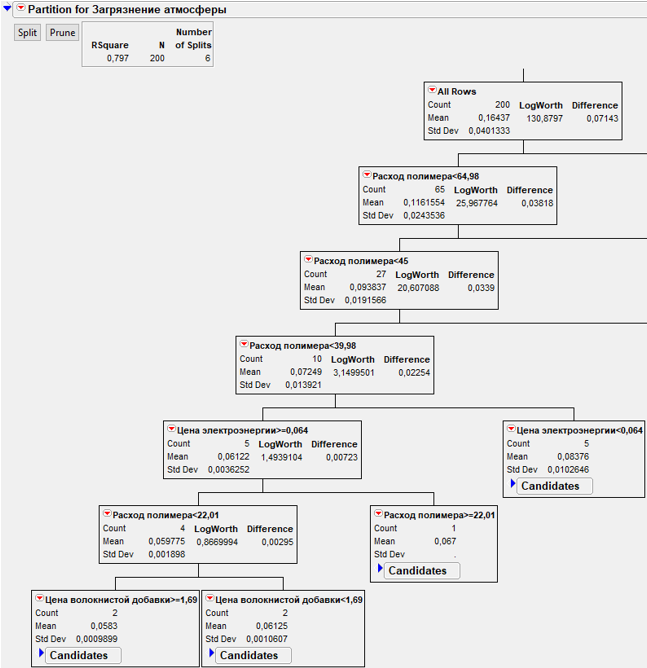 Partition for Загрязнение атмосферы
Split Prune
Number
RSquare N of Splits
0,797 200 6
All Rows
Count 200 LogWorth Difference
Mean 0,16437 130,8797 0,07143
Std Dev 0,0401333
Расход полимера<64,98
Count 65 LogWorth Difference
Mean 0,1161554 25,967764 0,03818
Std Dev 0,0243536
Расход полимера<45
Count 27 LogWorth Difference
Mean 0,093837 20,607088 0,0339
Std Dev 0,0191566
Расход полимера<39,98
Count 10 LogWorth Difference
Mean 0,07249 3,1499501 0,02254
Std Dev 0,013921
Цена электроэнергии>=0,064
Count 5 LogWorth Difference
Mean 0,06122 1,4939104 0,00723
Std Dev 0,0036252
Цена электроэнергии<0,064
Count 5
Mean 0,08376
Std Dev 0,0102646
Candidates
Расход полимера<22,01
Count 4 LogWorth Difference
Mean 0,059775 0,8669994 0,00295
Std Dev 0,001898
Расход полимера>=22,01
Count 1
Mean 0,067
Std Dev .
Candidates
Цена волокнистой добавки>=1,69
Count 2
Mean 0,0583
Std Dev 0,0009899
Candidates
Цена волокнистой добавки<1,69
Count 2
Mean 0,06125
Std Dev 0,0010607
Candidates